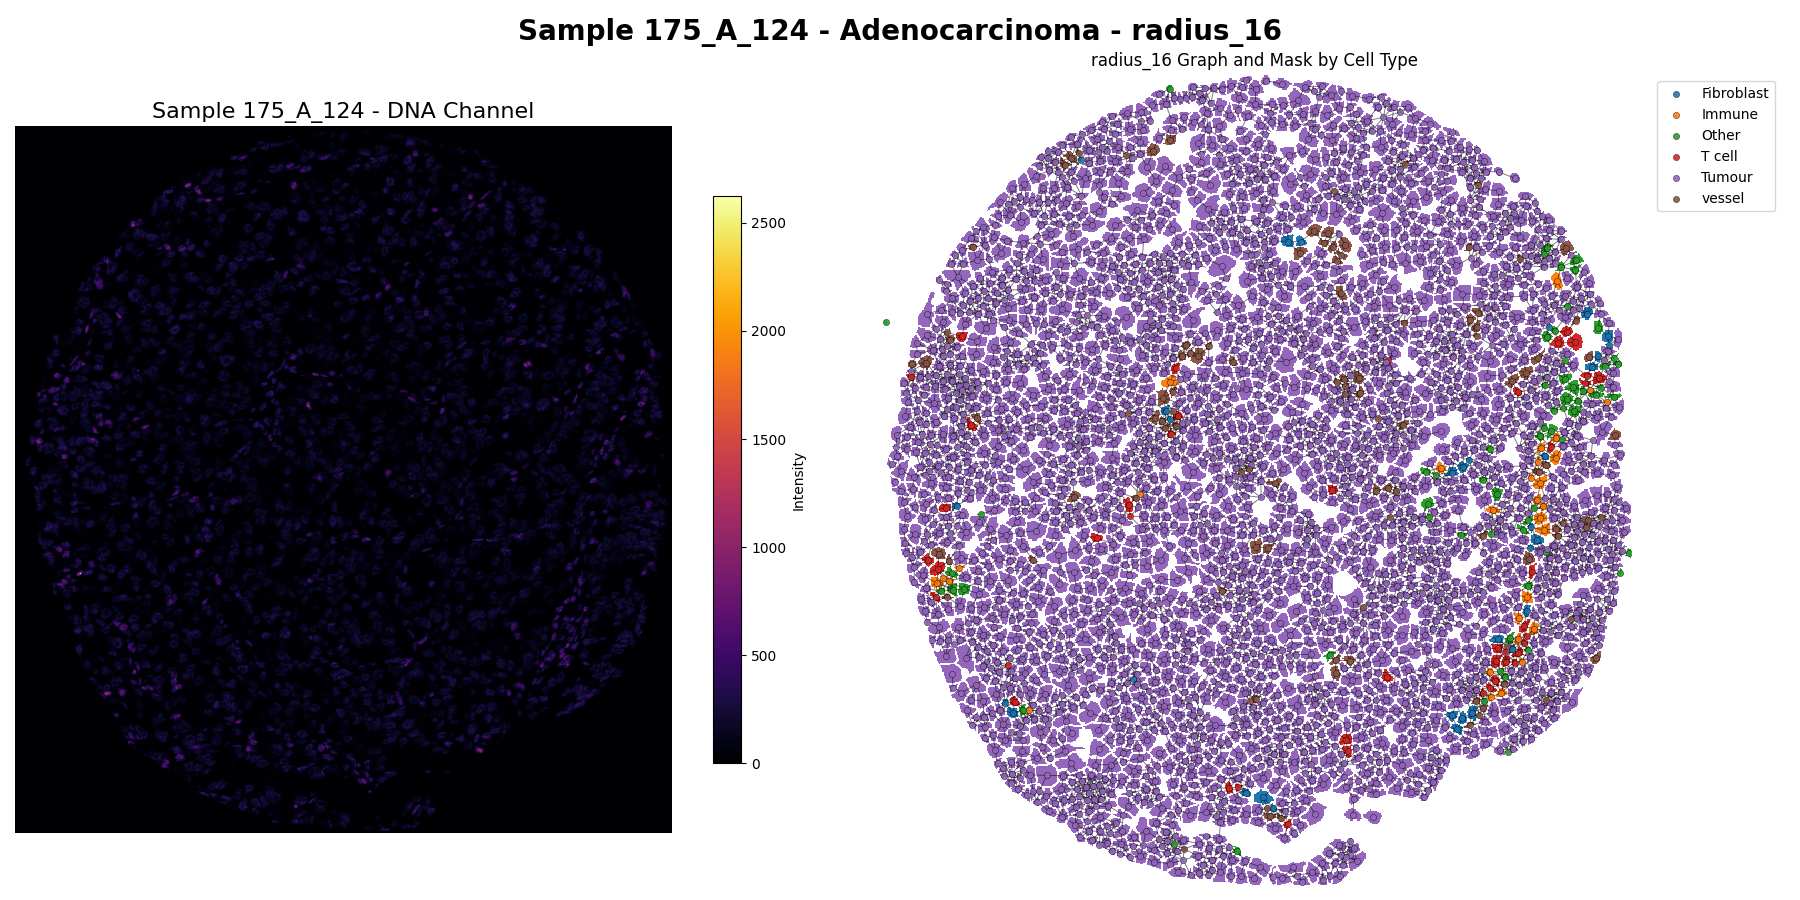 Sample 175_A_124 - Adenocarcinoma - radius_16
radius_16 Graph and Mask by Cell Type
Sample 175_A_124 - DNA Channel
Fibroblast
Immune
Other
T cell
Tumour
vessel
2500
2000
1500
1000
500
0
Intensity